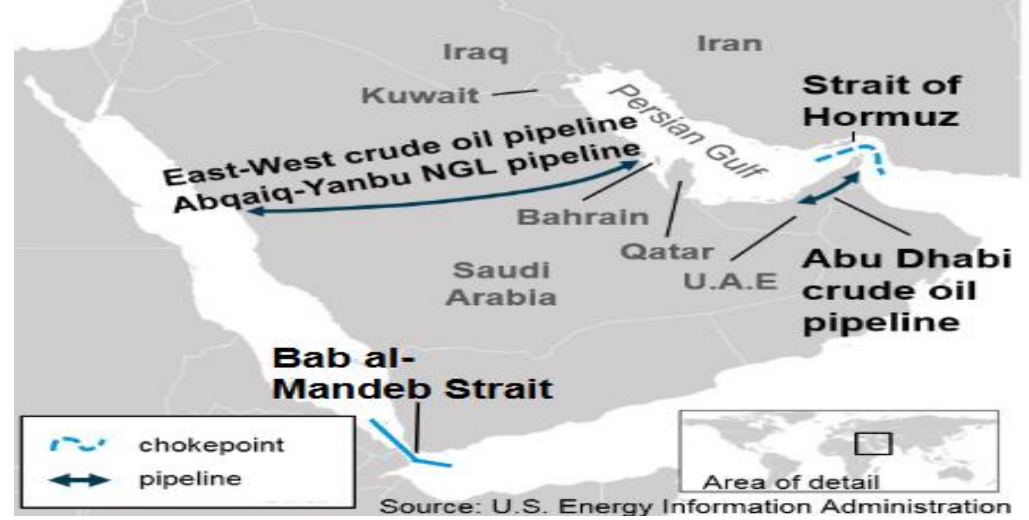 Iraq
Iran
Kuwait
Persian Gulf
Strait of
Hormuz
East-West crude oil pipeline
Abqaiq-Yanbu NGL pipeline
Bahrain
Qatar
U.A.E
Saudi
Arabia
Abu Dhabi
crude oil
pipeline
Bab al-
Mandeb Strait
chokepoint
pipeline
Area of detail
Source: U.S. Energy Information Administration